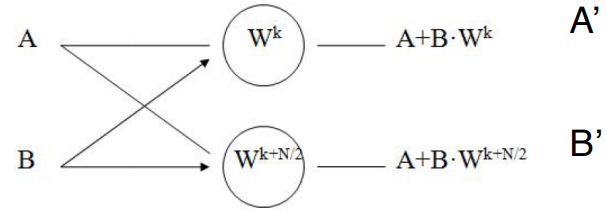 A W^k A+B·W^k A’
B W^{k+N/2} A+B·W^{k+N/2} B’